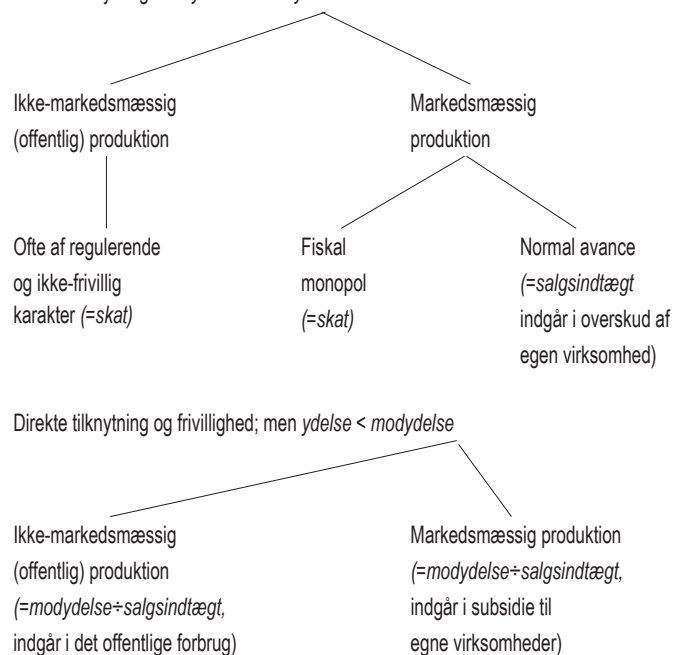 Ikke-markedsmæssig
(offentlig) produktion
Markedsmæssig
produktion
Ofte af regulerende
og ikke-frivillig
karakter (=skat)
Fiskal
monopol
(=skat)
Normal avance
(=salgsindtægt
indgår i overskud af
egen virksomhed)
Direkte tilknytning og frivillighed; men ydelse < modydelse
Ikke-markedsmæssig
(offentlig) produktion
(=modydelse÷salgsindtægt,
indgår i det offentlige forbrug)
Markedsmæssig produktion
(=modydelse÷salgsindtægt,
indgår i subsidie til
egne virksomheder)